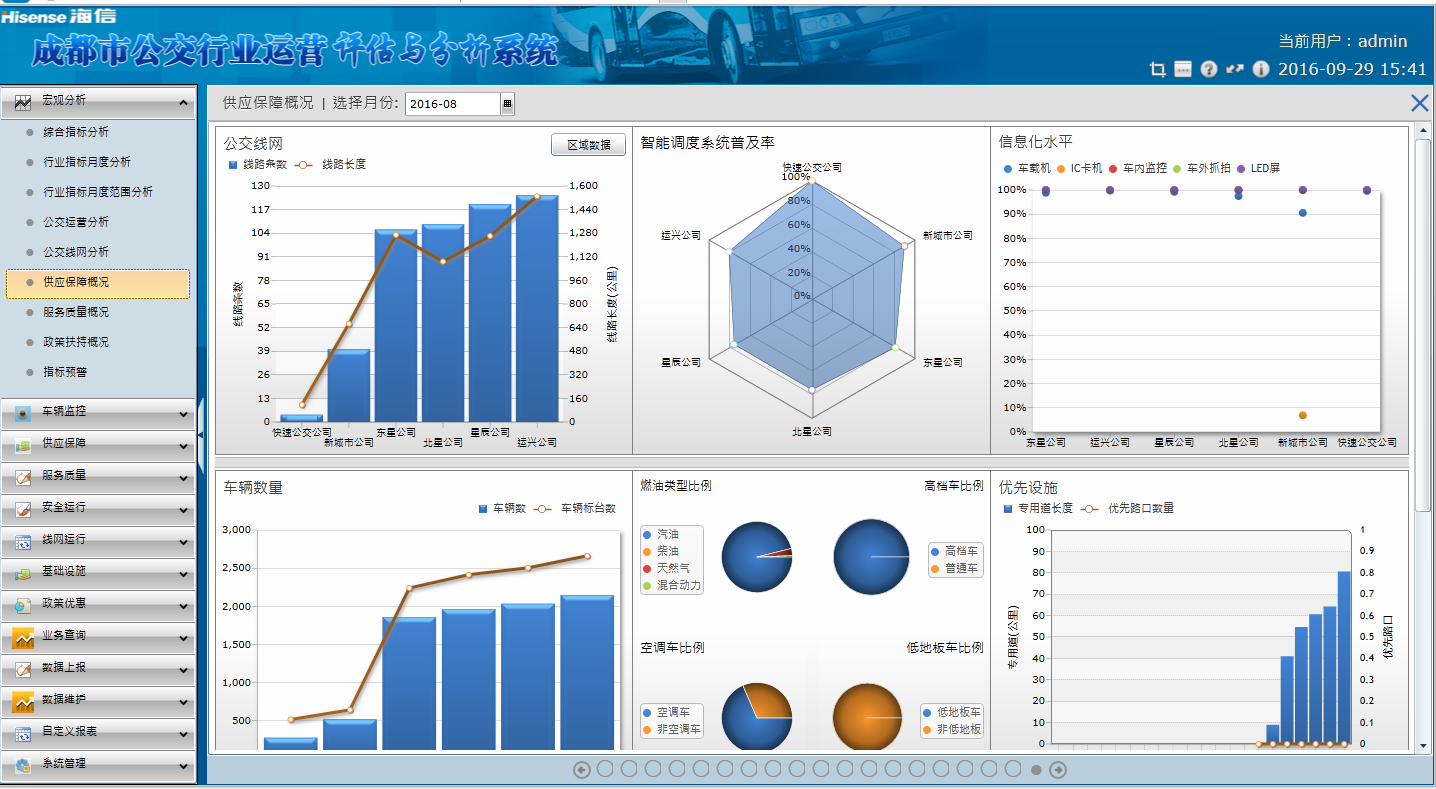 Hisense 海信
成都市公交行业运营评估与分析系统
当前用户：admin
2016-09-29 15:41
宏观分析
综合指标分析
行业指标月度分析
行业指标月度范围分析
公交运营分析
公交线网分析
供应保障概况
服务质量概况
政策扶持概况
指标预警
车辆监控
供应保障
服务质量
安全运行
线网运行
基础设施
政策优惠
业务查询
数据上报
数据维护
自定义报表
系统管理
供应保障概况 | 选择月份: 2016-08
公交线网
区域数据
线路条数 线路长度
130
117
104
91
78
65
52
39
26
13
0
线路条数
1,600
1,440
1,280
1,120
960
800
640
480
320
160
0
线路长度(公里)
快速公交公司
新城市公司
东星公司
北星公司
星辰公司
运兴公司
智能调度系统普及率
快速公交公司
100%
80%
60%
40%
20%
0%
运兴公司
新城市公司
星辰公司
东星公司
北星公司
信息化水平
车载机 IC卡机 车内监控 车外抓拍 LED屏
100%
90%
80%
70%
60%
50%
40%
30%
20%
10%
0%
东星公司 运兴公司 星辰公司 北星公司 新城市公司 快速公交公司
车辆数量
车辆数 车辆标台数
3,000
2,500
2,000
1,500
1,000
500
燃油类型比例
汽油
柴油
天然气
混合动力
高档车比例
高档车
普通车
空调车比例
空调车
非空调车
低地板车比例
低地板车
非低地板
优先设施
专用道长度 优先路口数量
100
90
80
70
60
50
40
30
20
10
0
专用道(公里)
1
0.9
0.8
0.7
0.6
0.5
0.4
0.3
0.2
0.1
0
优先路口